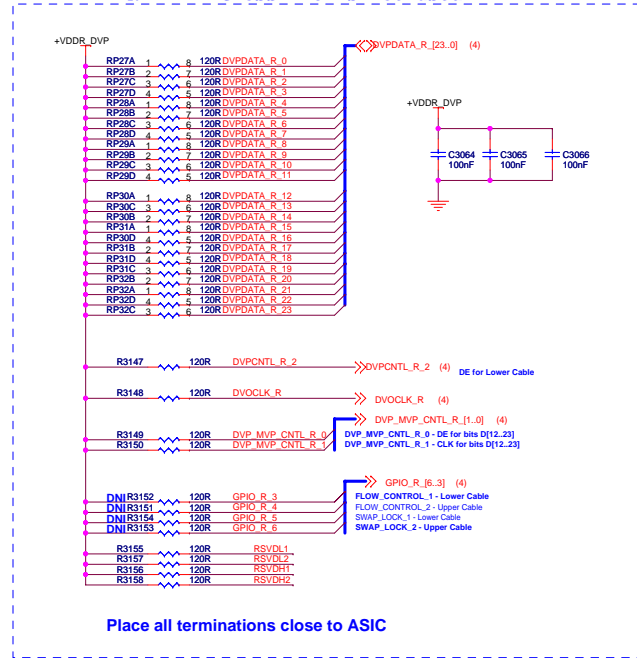 +VDDR_DVP
DVPDATA_R_[23..0] (4)
RP27A 1 8 120R DVPDATA_R_0
RP27B 2 7 120R DVPDATA_R_1
RP27C 3 6 120R DVPDATA_R_2
RP27D 4 5 120R DVPDATA_R_3
RP28A 1 8 120R DVPDATA_R_4
RP28B 2 7 120R DVPDATA_R_5
RP28C 3 6 120R DVPDATA_R_6
RP28D 4 5 120R DVPDATA_R_7
RP29A 1 8 120R DVPDATA_R_8
RP29B 2 7 120R DVPDATA_R_9
RP29C 3 6 120R DVPDATA_R_10
RP29D 4 5 120R DVPDATA_R_11
RP30A 1 8 120R DVPDATA_R_12
RP30C 3 6 120R DVPDATA_R_13
RP30B 2 7 120R DVPDATA_R_14
RP31A 1 8 120R DVPDATA_R_15
RP30D 4 5 120R DVPDATA_R_16
RP31B 2 7 120R DVPDATA_R_17
RP31D 4 5 120R DVPDATA_R_18
RP31C 3 6 120R DVPDATA_R_19
RP32B 2 7 120R DVPDATA_R_20
RP32A 1 8 120R DVPDATA_R_21
RP32D 4 5 120R DVPDATA_R_22
RP32C 3 6 120R DVPDATA_R_23
+VDDR_DVP
C3064 C3065 C3066
100nF 100nF 100nF
R3147 120R DVPCNTL_R_2 DVPCNTL_R_2 (4) DE for Lower Cable
R3148 120R DVOCLK_R DVOCLK_R (4)
DVP_MVP_CNTL_R_[1..0] (4)
R3149 120R DVP_MVP_CNTL_R_0 DVP_MVP_CNTL_R_0 - DE for bits D[12..23]
R3150 120R DVP_MVP_CNTL_R_1 DVP_MVP_CNTL_R_1 - CLK for bits D[12..23]
GPIO_R_[6..3] (4)
DNI R3152 120R GPIO_R_3 FLOW_CONTROL_1 - Lower Cable
DNI R3151 120R GPIO_R_4 FLOW_CONTROL_2 - Upper Cable
DNI R3154 120R GPIO_R_5 SWAP_LOCK_1 - Lower Cable
DNI R3153 120R GPIO_R_6 SWAP_LOCK_2 - Upper Cable
R3155 120R RSVDL1
R3157 120R RSVDL2
R3156 120R RSVDH1
R3158 120R RSVDH2
Place all terminations close to ASIC